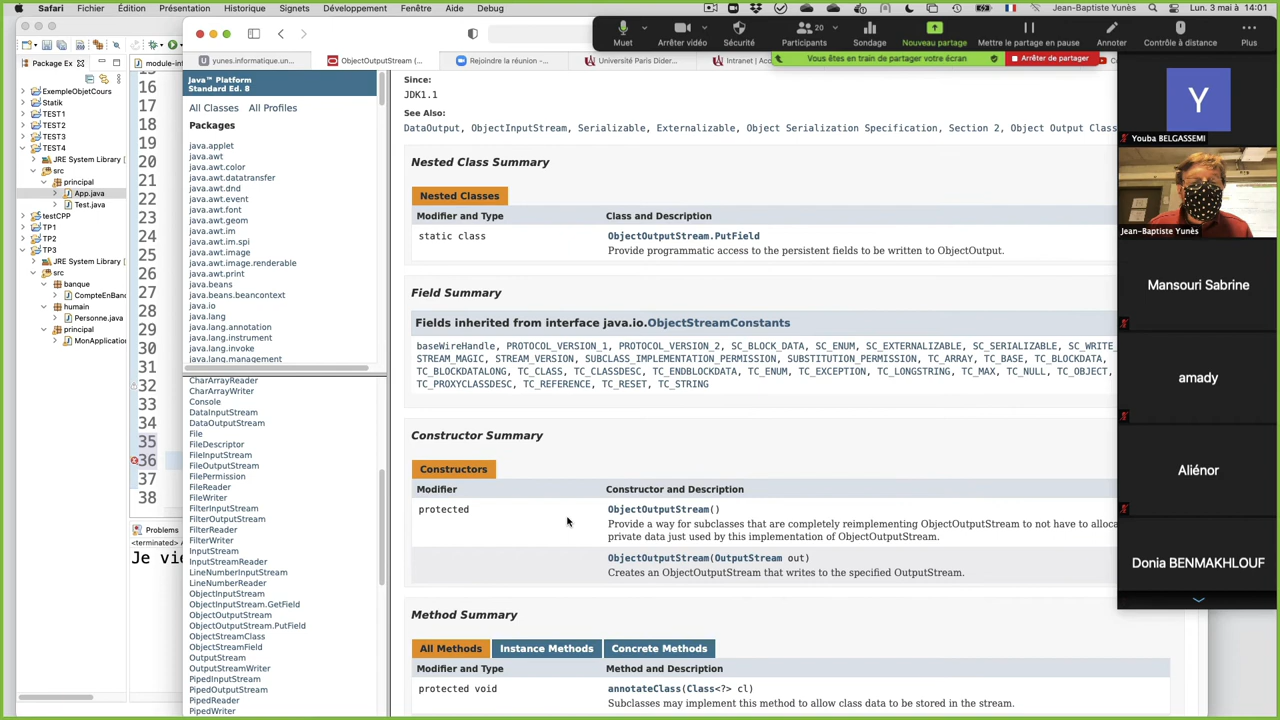 Safari Fichier Édition Présentation Historique Signets Développement Fenêtre Aide Debug
Jean-Baptiste Yunès Lun. 3 mai à 14:01
Muet Arrêter vidéo Sécurité Participants 20 Sondage Nouveau partage Mettre le partage en pause Annoter Contrôle à distance Plus
Vous êtes en train de partager votre écran Arrêter de partager
yunes.informatique.un...
ObjectOutputStream (...
Rejoindre la réunion -...
Université Paris Dider...
Intranet | Acc
Package Ex
module-in
ExempleObjetCours
Statik
TEST1
TEST2
TEST3
TEST4
JRE System Library
src
principal
App.java
Test.java
testCPP
TP1
TP2
TP3
JRE System Library
src
banque
CompteEnBanc
humain
Personne.java
principal
MonApplication
16
17
18
19
20
21
22
23
24
25
26
27
28
29
30
31
32
33
34
35
36
37
38
Problems
<terminated>
Je vie
Java™ Platform
Standard Ed. 8
All Classes All Profiles
Packages
java.applet
java.awt
java.awt.color
java.awt.datatransfer
java.awt.dnd
java.awt.event
java.awt.font
java.awt.geom
java.awt.im
java.awt.im.spi
java.awt.image
java.awt.image.renderable
java.awt.print
java.beans
java.beans.beancontext
java.io
java.lang
java.lang.annotation
java.lang.instrument
java.lang.invoke
java.lang.management
CharArrayReader
CharArrayWriter
Console
DataInputStream
DataOutputStream
File
FileDescriptor
FileInputStream
FileOutputStream
FilePermission
FileReader
FileWriter
FilterInputStream
FilterOutputStream
FilterReader
FilterWriter
InputStream
InputStreamReader
LineNumberInputStream
LineNumberReader
ObjectInputStream
ObjectInputStream.GetField
ObjectOutputStream
ObjectOutputStream.PutField
ObjectStreamClass
ObjectStreamField
OutputStream
OutputStreamWriter
PipedInputStream
PipedOutputStream
PipedReader
PipedWriter
Since:
JDK1.1
See Also:
DataOutput, ObjectInputStream, Serializable, Externalizable, Object Serialization Specification, Section 2, Object Output Class
Nested Class Summary
Nested Classes
Modifier and Type Class and Description
static class ObjectOutputStream.PutField
Provide programmatic access to the persistent fields to be written to ObjectOutput.
Field Summary
Fields inherited from interface java.io.ObjectStreamConstants
baseWireHandle, PROTOCOL_VERSION_1, PROTOCOL_VERSION_2, SC_BLOCK_DATA, SC_ENUM, SC_EXTERNALIZABLE, SC_SERIALIZABLE, SC_WRITE_
STREAM_MAGIC, STREAM_VERSION, SUBCLASS_IMPLEMENTATION_PERMISSION, SUBSTITUTION_PERMISSION, TC_ARRAY, TC_BASE, TC_BLOCKDATA,
TC_BLOCKDATALONG, TC_CLASS, TC_CLASSDESC, TC_ENDBLOCKDATA, TC_ENUM, TC_EXCEPTION, TC_LONGSTRING, TC_MAX, TC_NULL, TC_OBJECT,
TC_PROXYCLASSDESC, TC_REFERENCE, TC_RESET, TC_STRING
Constructor Summary
Constructors
Modifier Constructor and Description
protected ObjectOutputStream()
Provide a way for subclasses that are completely reimplementing ObjectOutputStream to not have to alloca
private data just used by this implementation of ObjectOutputStream.
ObjectOutputStream(OutputStream out)
Creates an ObjectOutputStream that writes to the specified OutputStream.
Method Summary
All Methods Instance Methods Concrete Methods
Modifier and Type Method and Description
protected void annotateClass(Class<?> cl)
Subclasses may implement this method to allow class data to be stored in the stream.
Y
Youba BELGASSEMI
Jean-Baptiste Yunès
Mansouri Sabrine
amady
Aliénor
Donia BENMAKHLOUF